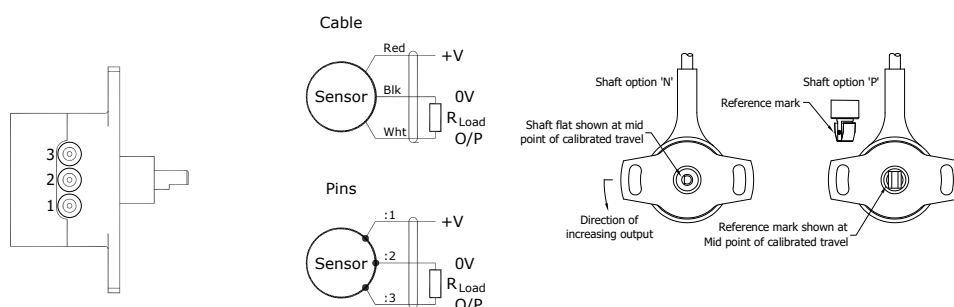 3
2
1
Cable
Red
+V
Sensor
Blk
0V
RLoad
Wht
O/P
Pins
:1
+V
Sensor
:2
0V
RLoad
:3
O/P
Shaft option 'N'
Shaft flat shown at mid
point of calibrated travel
Direction of
increasing output
Shaft option 'P'
Reference mark
Reference mark shown at
Mid point of calibrated travel